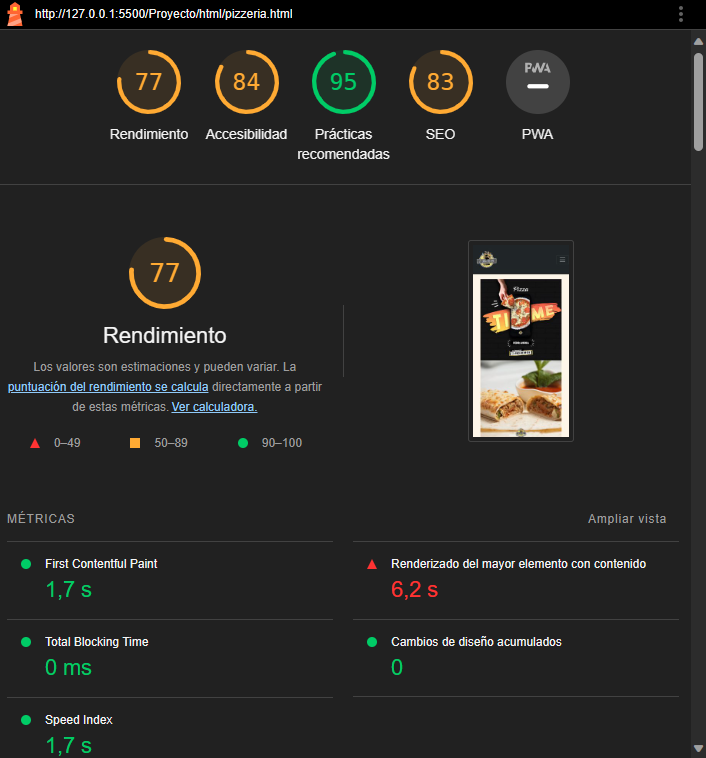 http://127.0.0.1:5500/Proyecto/html/pizzeria.html
77
84
95
83
PWA
Rendimiento
Accesibilidad
Prácticas
recomendadas
SEO
PWA
77
Rendimiento
Los valores son estimaciones y pueden variar. La
puntuación del rendimiento se calcula directamente a partir
de estas métricas. Ver calculadora.
0–49
50–89
90–100
Pizza
TI ME
MÉTRICAS
Ampliar vista
First Contentful Paint
1,7 s
Renderizado del mayor elemento con contenido
6,2 s
Total Blocking Time
0 ms
Cambios de diseño acumulados
0
Speed Index
1,7 s